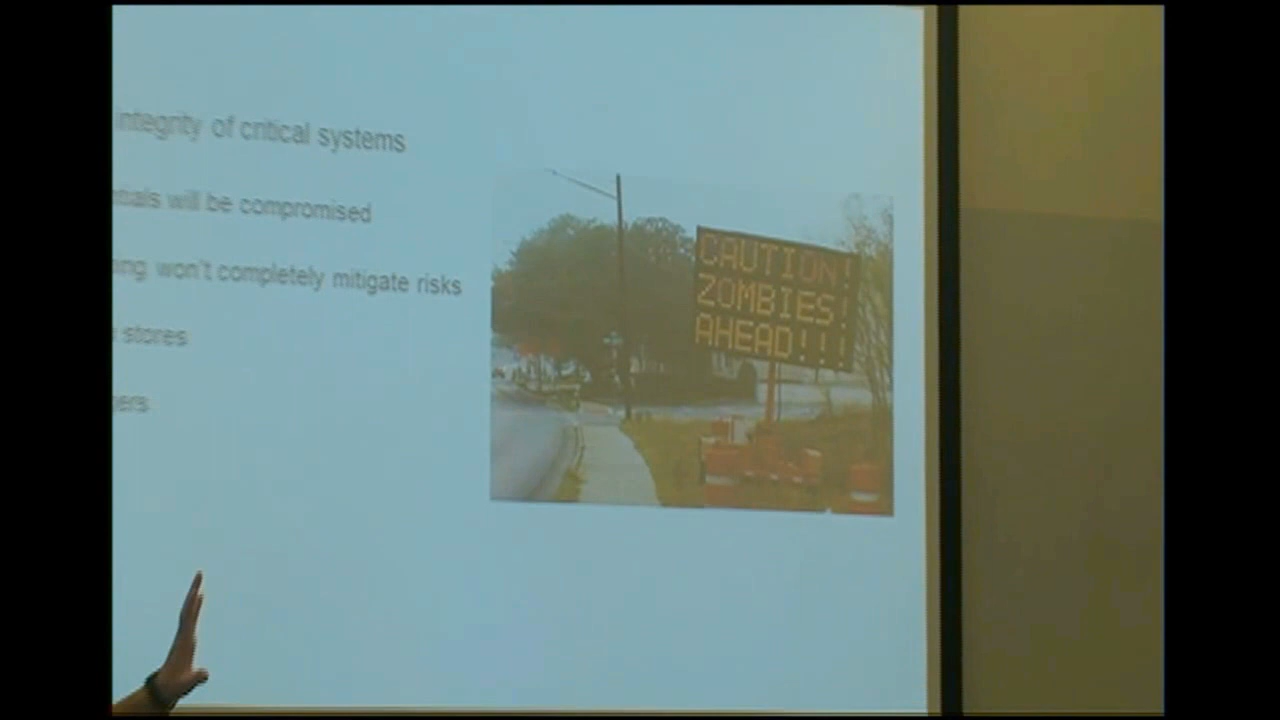 integrity of critical systems
will be compromised
won't completely mitigate risks
stores
CAUTION!
ZOMBIES!
AHEAD!!!